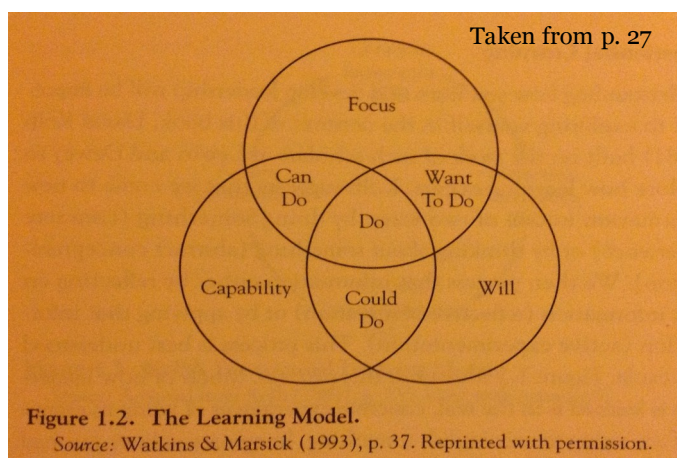 Taken from p. 27
Focus
Can
Do
Want
To Do
Do
Capability
Will
Could
Do
Figure 1.2. The Learning Model.
Source: Watkins & Marsick (1993), p. 37. Reprinted with permission.